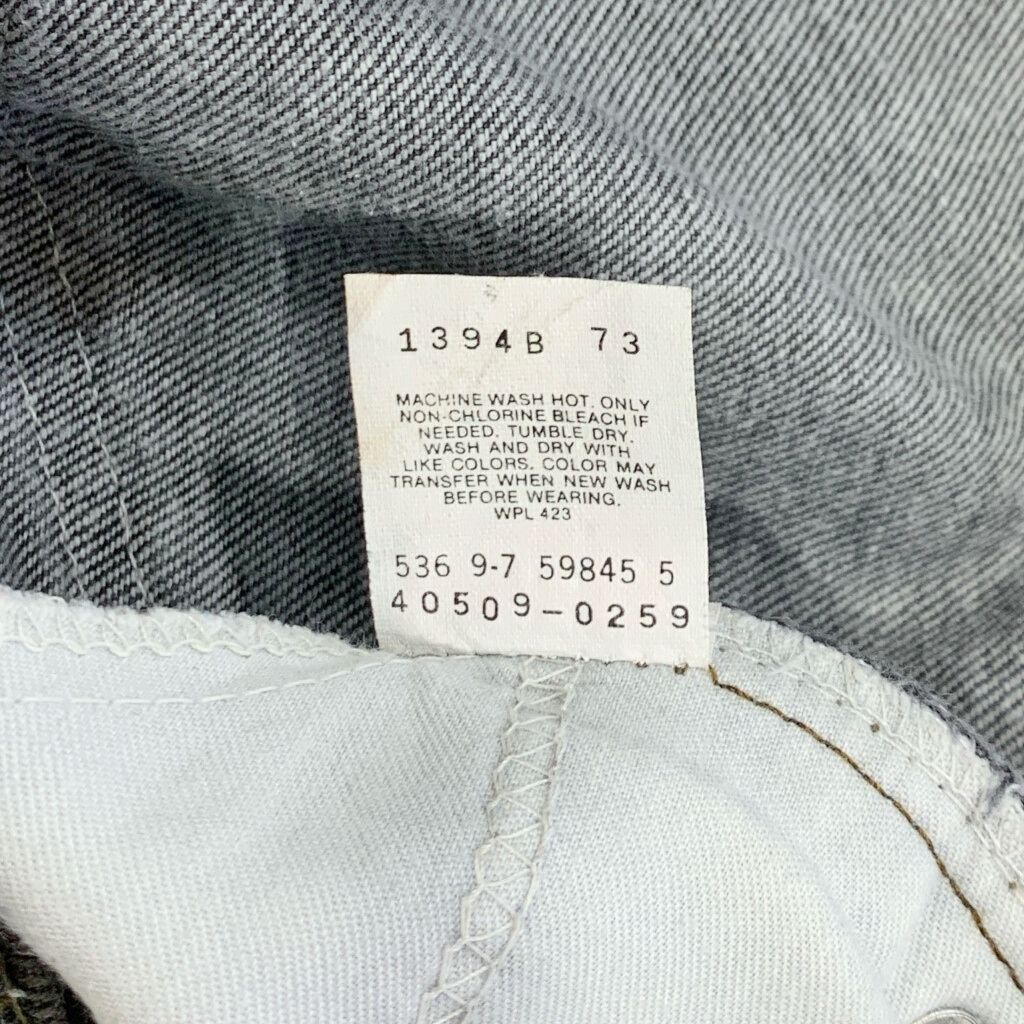 1394B 73
MACHINE WASH HOT. ONLY
NON-CHLORINE BLEACH IF
NEEDED. TUMBLE DRY.
WASH AND DRY WITH
LIKE COLORS. COLOR MAY
TRANSFER WHEN NEW WASH
BEFORE WEARING.
WPL 423
536 9-7 59845 5
40509-0259